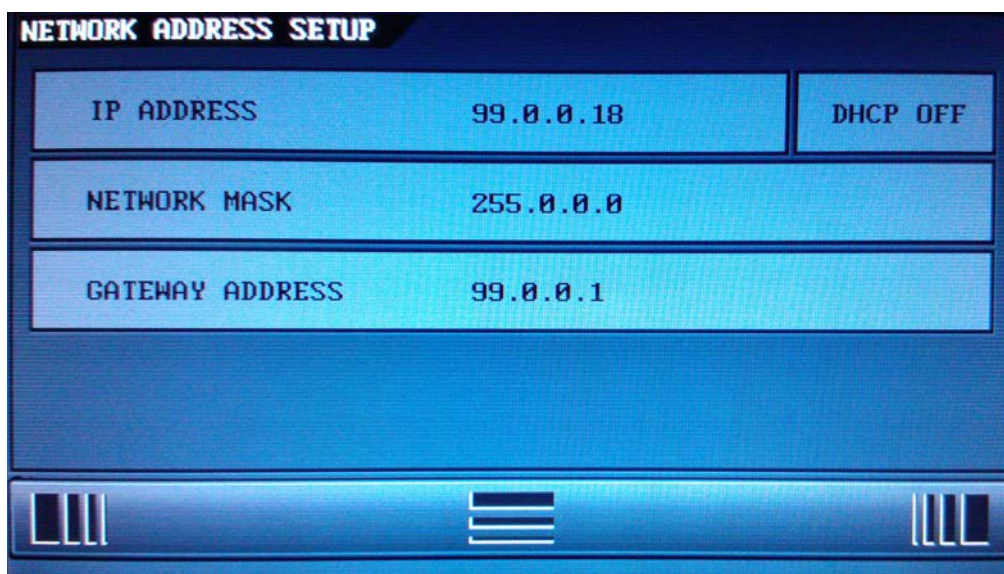 NETWORK ADDRESS SETUP
IP ADDRESS 99.0.0.18 DHCP OFF
NETWORK MASK 255.0.0.0
GATEWAY ADDRESS 99.0.0.1